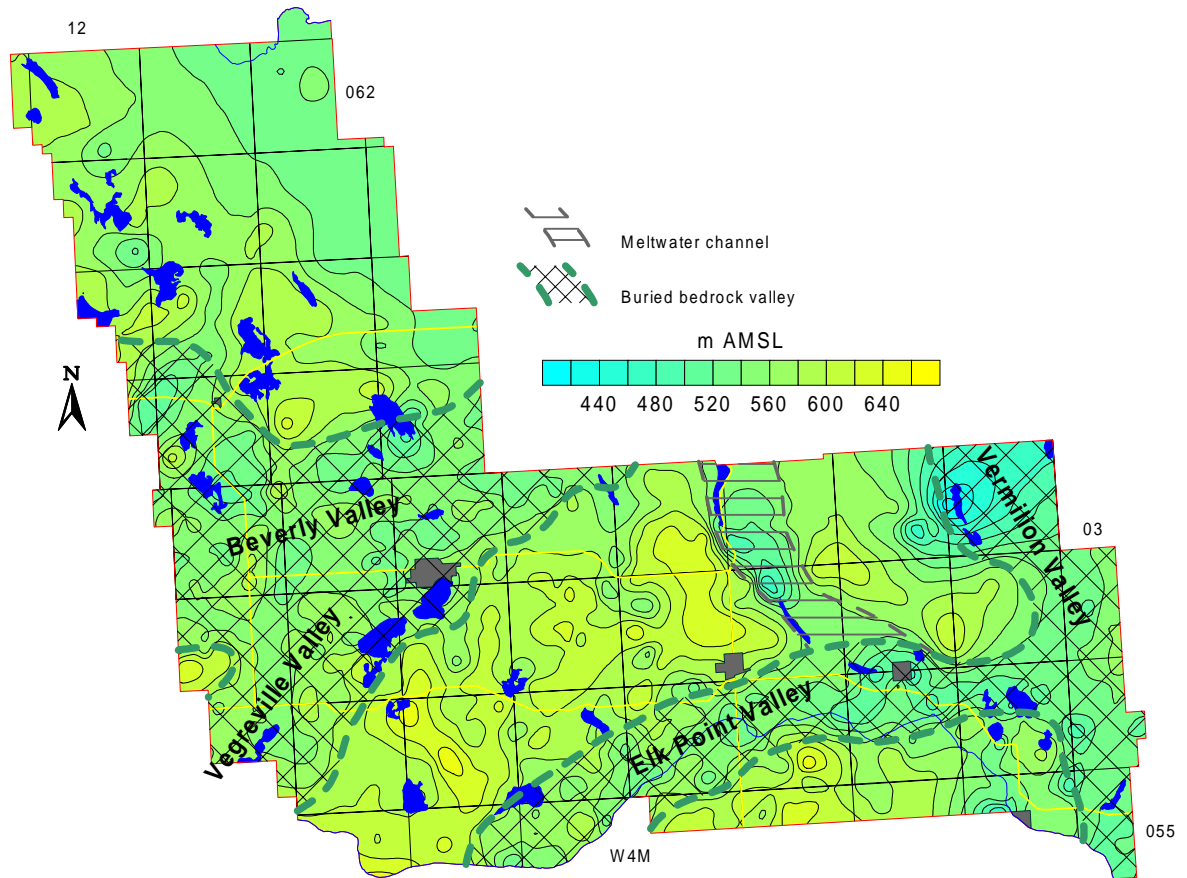 12
062
Meltwater channel
Buried bedrock valley
m AMSL
440 480 520 560 600 640
N
Vermilion Valley
03
Beverly Valley
Vegreville Valley
Elk Point Valley
055
W4M